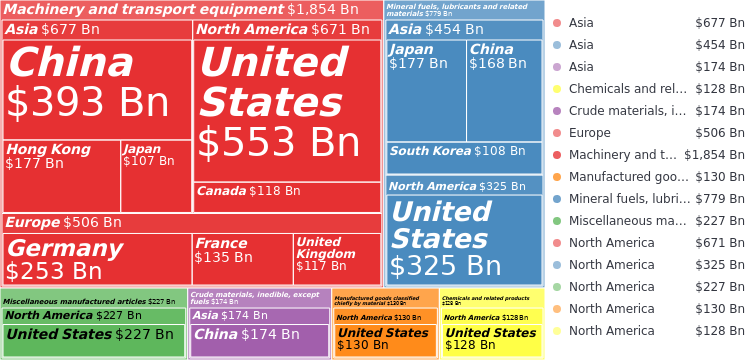 Machinery and transport equipment $1,854 Bn
Asia $677 Bn
China
$393 Bn
Hong Kong
$177 Bn
Japan
$107 Bn
North America $671 Bn
United
States
$553 Bn
Canada $118 Bn
Europe $506 Bn
Germany
$253 Bn
France
$135 Bn
United
Kingdom
$117 Bn
Mineral fuels, lubricants and related
materials $779 Bn
Asia $454 Bn
Japan
$177 Bn
China
$168 Bn
South Korea $108 Bn
North America $325 Bn
United
States
$325 Bn
Miscellaneous manufactured articles $227 Bn
North America $227 Bn
United States $227 Bn
Crude materials, inedible, except
fuels $174 Bn
Asia $174 Bn
China $174 Bn
Manufactured goods classified
chiefly by material $130 Bn
North America $130 Bn
United States
$130 Bn
Chemicals and related products
$128 Bn
North America $128 Bn
United States
$128 Bn
Asia $677 Bn
Asia $454 Bn
Asia $174 Bn
Chemicals and rel... $128 Bn
Crude materials, i... $174 Bn
Europe $506 Bn
Machinery and t... $1,854 Bn
Manufactured goo... $130 Bn
Mineral fuels, lubri... $779 Bn
Miscellaneous ma... $227 Bn
North America $671 Bn
North America $325 Bn
North America $227 Bn
North America $130 Bn
North America $128 Bn